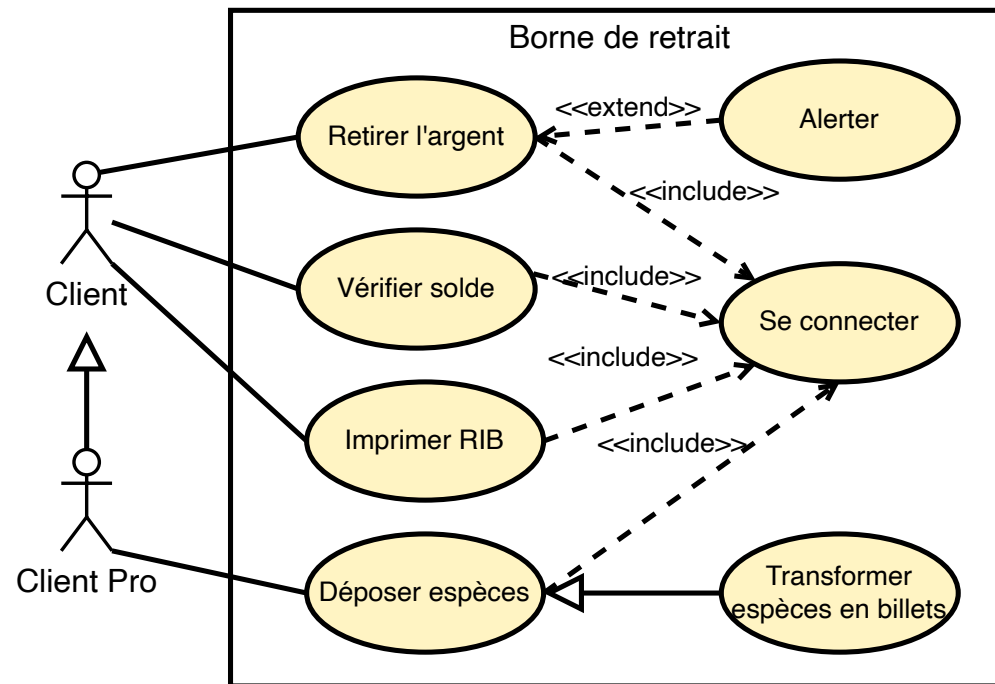 Borne de retrait
<<extend>>
Alerter
Retirer l'argent
<<include>>
Client
Vérifier solde
<<include>>
Se connecter
<<include>>
Imprimer RIB
<<include>>
Client Pro
Déposer espèces
Transformer
espèces en billets